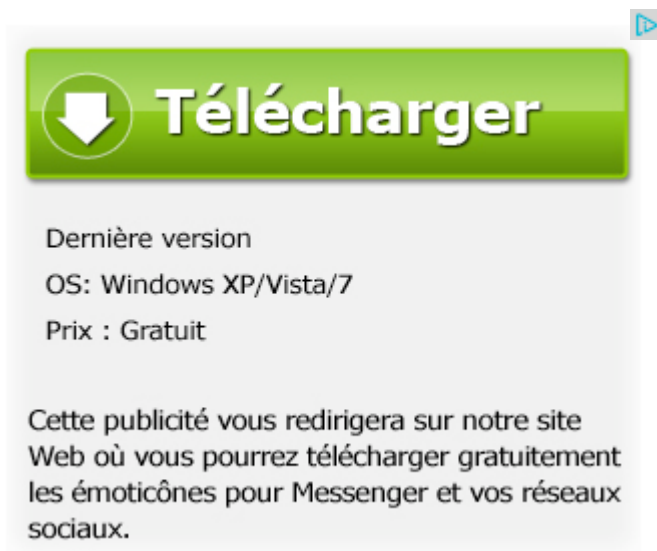 Télécharger
Dernière version
OS: Windows XP/Vista/7
Prix : Gratuit
Cette publicité vous redirigera sur notre site
Web où vous pourrez télécharger gratuitement
les émoticônes pour Messenger et vos réseaux
sociaux.